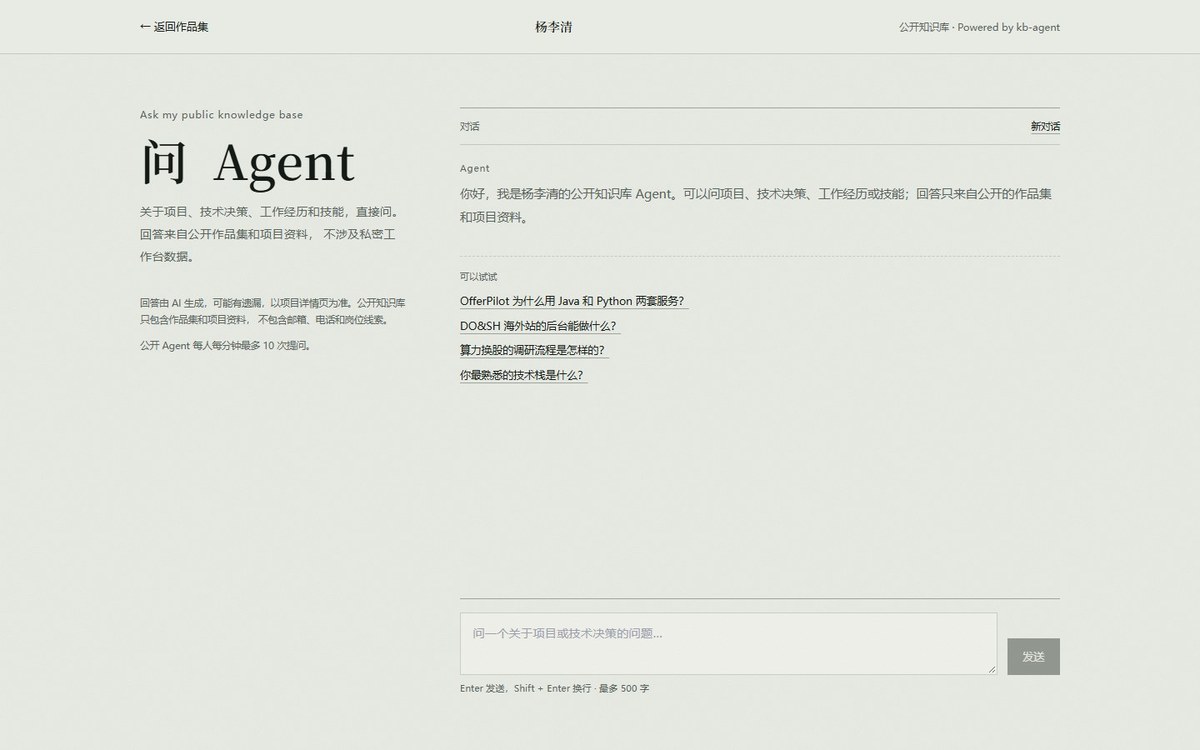 ← 返回作品集
杨李清
公开知识库 · Powered by kb-agent
Ask my public knowledge base
问 Agent
关于项目、技术决策、工作经历和技能，直接问。
回答来自公开作品集和项目资料， 不涉及私密工
作台数据。
回答由 AI 生成，可能有遗漏，以项目详情页为准。公开知识库
只包含作品集和项目资料， 不包含邮箱、电话和岗位线索。
公开 Agent 每人每分钟最多 10 次提问。
对话
新对话
Agent
你好，我是杨李清的公开知识库 Agent。可以问项目、技术决策、工作经历或技能；回答只来自公开的作品集
和项目资料。
可以试试
OfferPilot 为什么用 Java 和 Python 两套服务？
DO&SH 海外站的后台能做什么？
算力换股的调研流程是怎样的？
你最熟悉的技术栈是什么？
问一个关于项目或技术决策的问题…
发送
Enter 发送，Shift + Enter 换行 · 最多 500 字